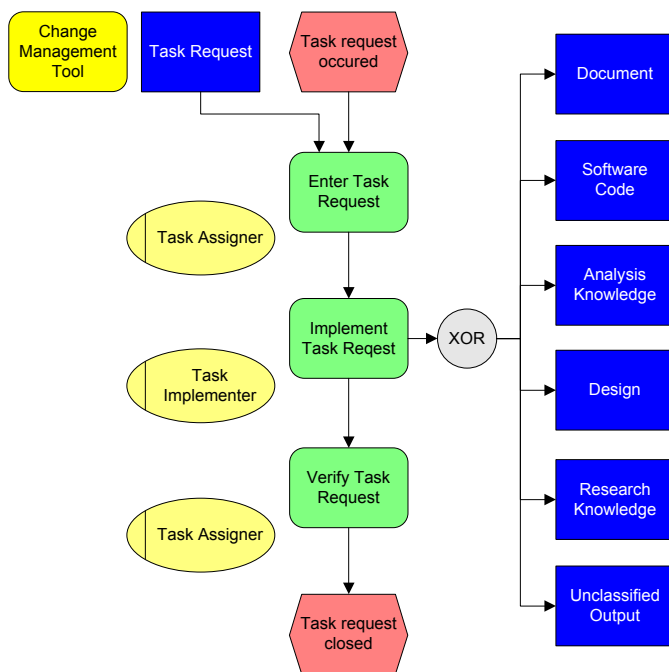 Change
Management
Tool
Task Request
Task request
occured
Document
Enter Task
Request
Software
Code
Task Assigner
Analysis
Knowledge
Implement
Task Reqest
XOR
Task
Implementer
Design
Verify Task
Request
Research
Knowledge
Task Assigner
Task request
closed
Unclassified
Output